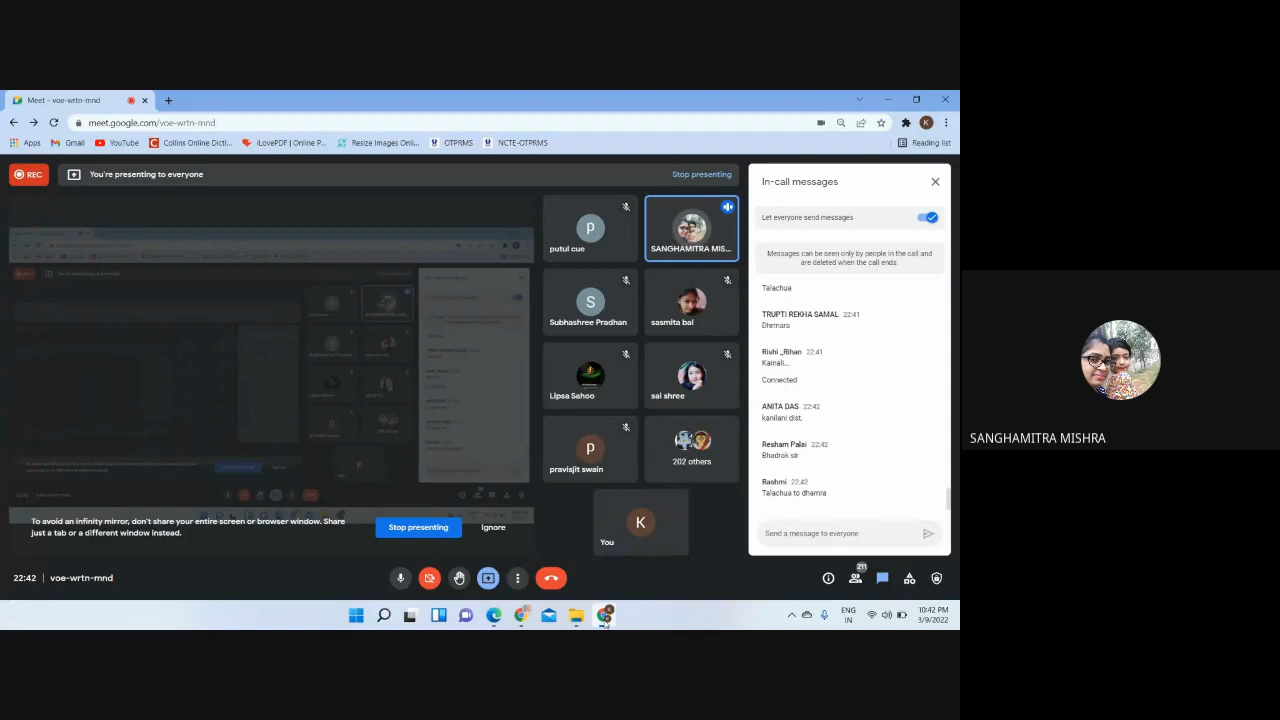 Meet – voe-wrtn-mnd
meet.google.com/voe-wrtn-mnd
Apps
Gmail
YouTube
Collins Online Dicti...
iLovePDF | Online P...
Resize Images Onli...
OTPRMS
NCTE-OTPRMS
Reading list
REC
You're presenting to everyone
Stop presenting
p
putul cue
SANGHAMITRA MIS...
S
Subhashree Pradhan
sasmita bal
Lipsa Sahoo
sai shree
p
pravisjit swain
202 others
K
You
To avoid an infinity mirror, don't share your entire screen or browser window. Share
just a tab or a different window instead.
Stop presenting
Ignore
In-call messages
Let everyone send messages
Messages can be seen only by people in the call and
are deleted when the call ends.
Talachua
TRUPTI REKHA SAMAL 22:41
Dhrmara
Rishi _Rihan 22:41
Kainali...
Connected
ANITA DAS 22:42
kanilani dist.
Resham Palai 22:42
Bhadrak sir
Rashmi 22:42
Talachua to dhamra
Send a message to everyone
22:42 | voe-wrtn-mnd
211
ENG
IN
10:42 PM
3/9/2022
SANGHAMITRA MISHRA